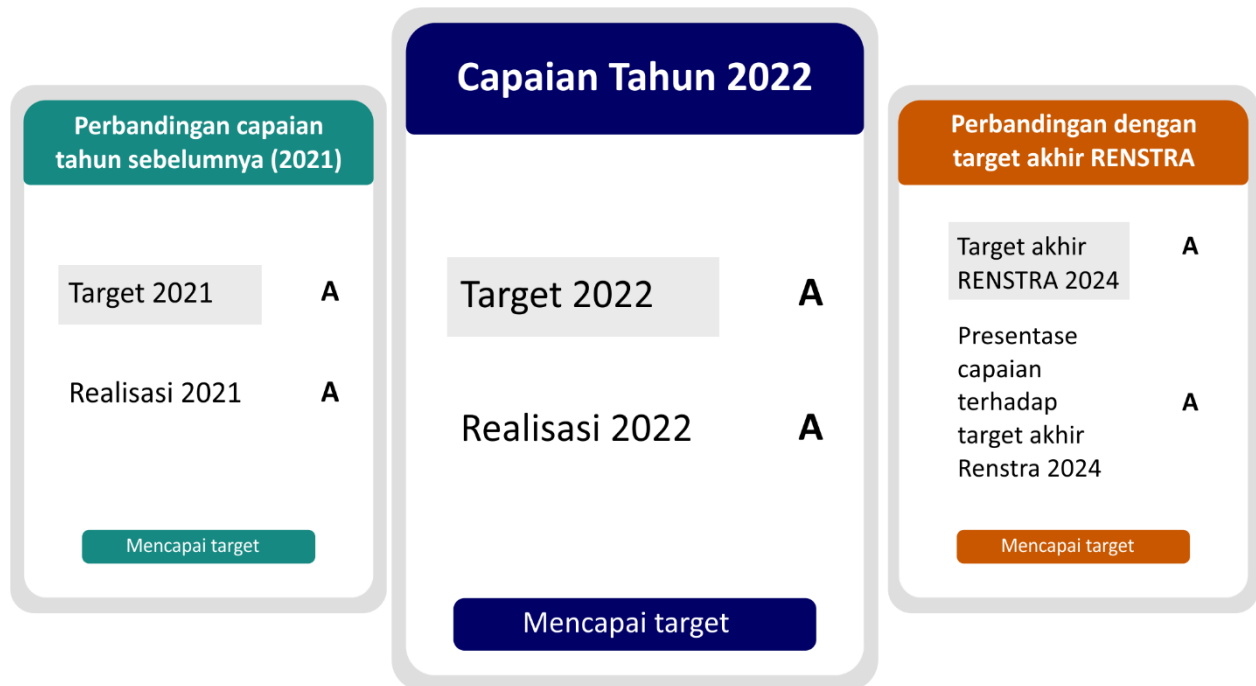 Perbandingan capaian
tahun sebelumnya (2021)
Target 2021 A
Realisasi 2021 A
Mencapai target
Capaian Tahun 2022
Target 2022 A
Realisasi 2022 A
Mencapai target
Perbandingan dengan
target akhir RENSTRA
Target akhir A
RENSTRA 2024
Presentase
capaian
terhadap A
target akhir
Renstra 2024
Mencapai target